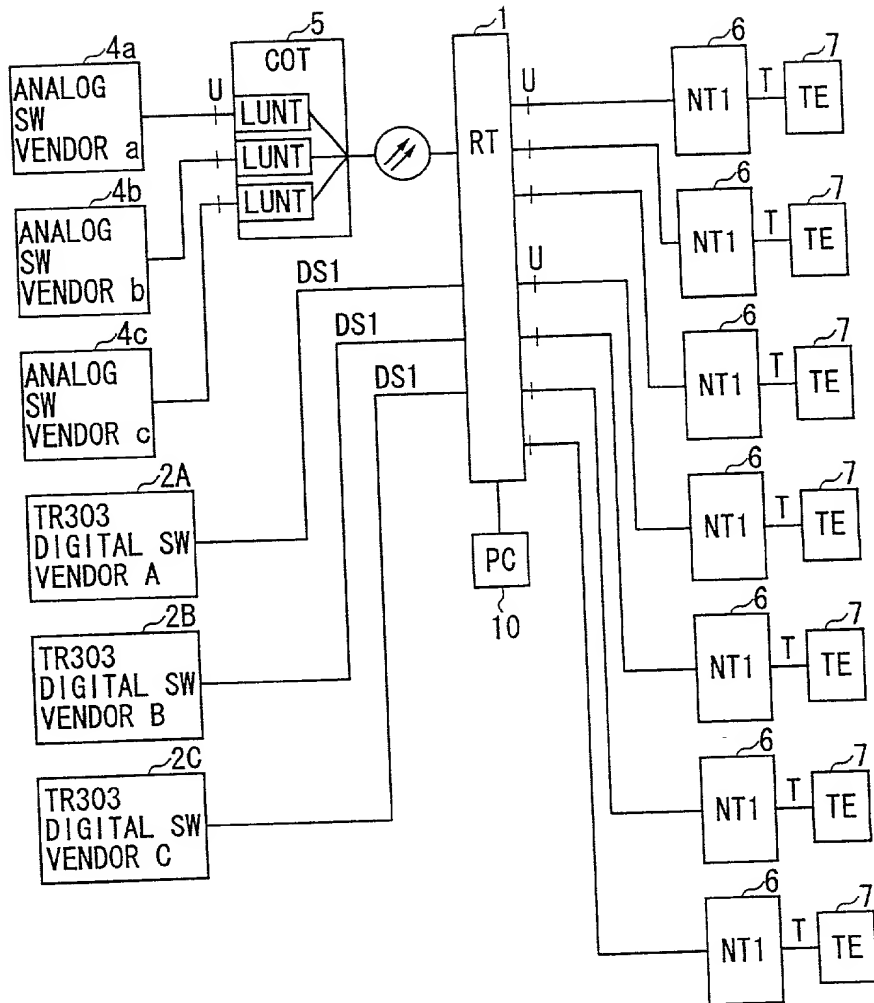 4a
ANALOG
SW
VENDOR a
4b
ANALOG
SW
VENDOR b
4c
ANALOG
SW
VENDOR c
2A
TR303
DIGITAL SW
VENDOR A
2B
TR303
DIGITAL SW
VENDOR B
2C
TR303
DIGITAL SW
VENDOR C
U
5
COT
LUNT
LUNT
LUNT
DS1
DS1
DS1
1
RT
PC
10
U
U
6
NT1
T
7
TE
6
NT1
T
7
TE
6
NT1
T
7
TE
6
NT1
T
7
TE
6
NT1
T
7
TE
6
NT1
T
7
TE
6
NT1
T
7
TE